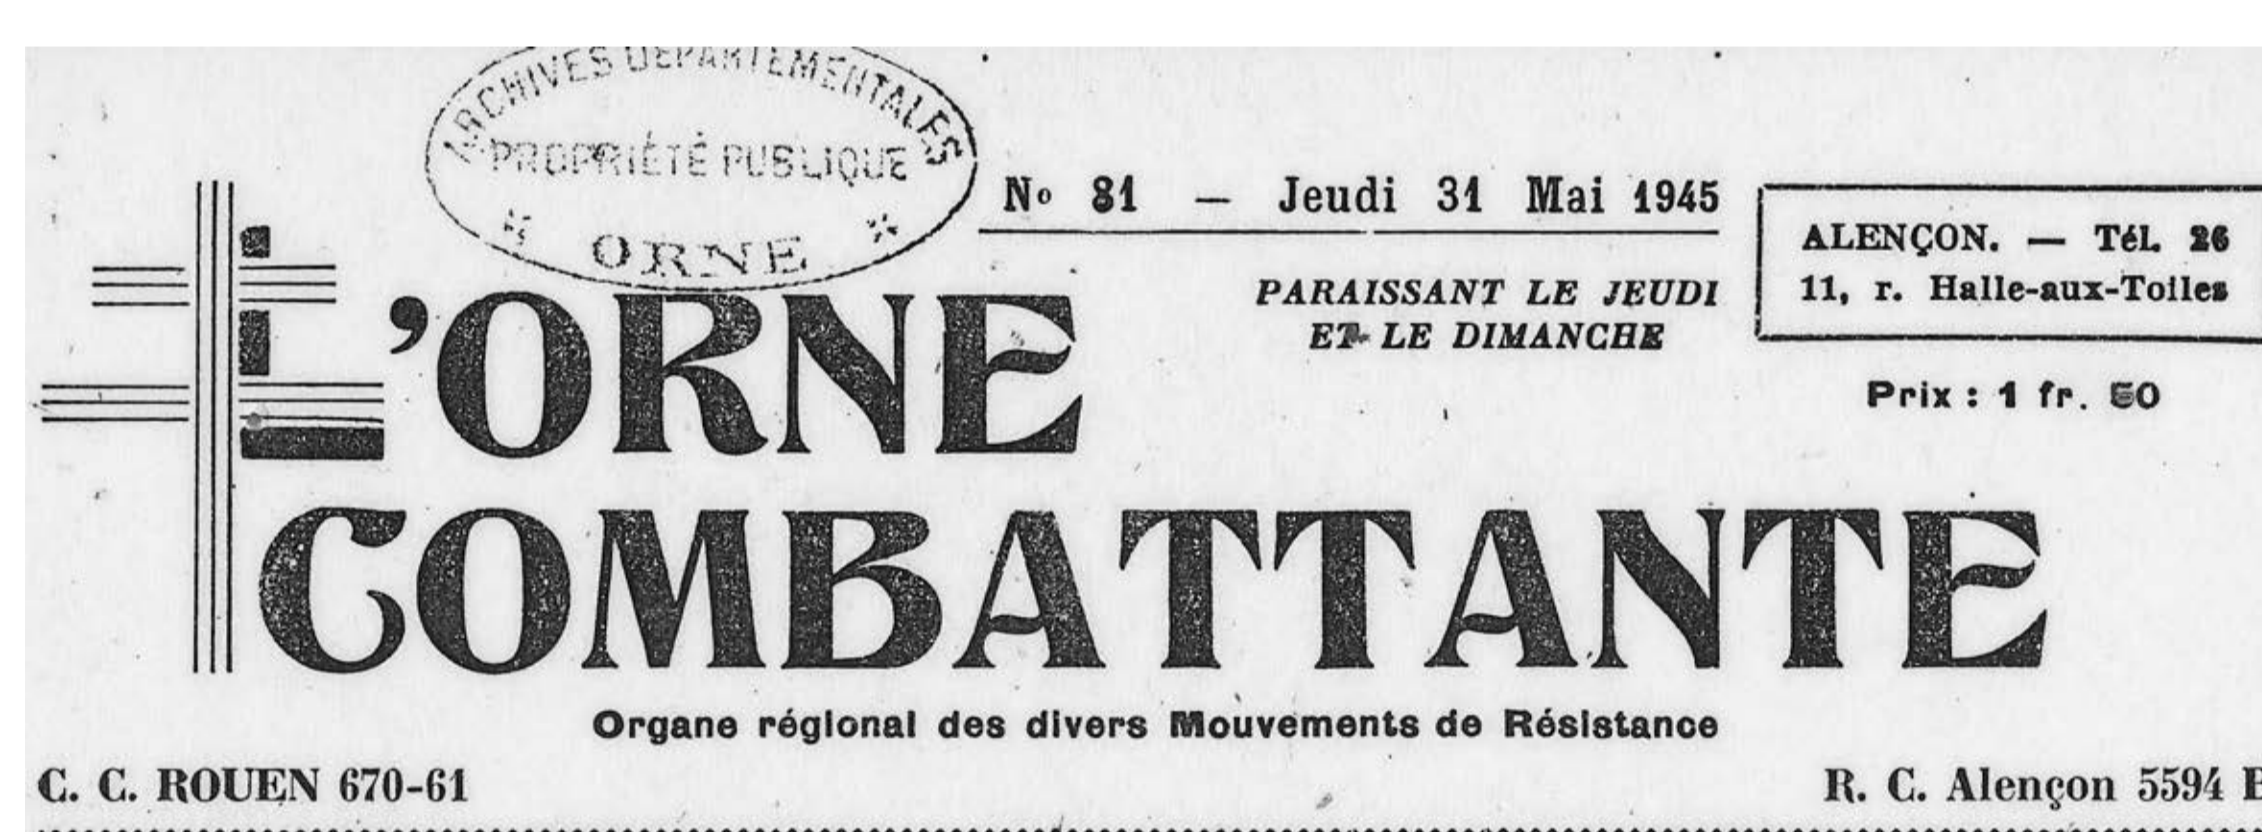 ARCHIVES DEPARTEMENTALES
PROPRIÉTÉ PUBLIQUE
ORNE
No 81 — Jeudi 31 Mai 1945
ALENÇON. — Tél. 26
11, r. Halle-aux-Toiles
PARAISSANT LE JEUDI
ET LE DIMANCHE
Prix : 1 fr. 50
L'ORNE
COMBATTANTE
Organe régional des divers Mouvements de Résistance
C. C. ROUEN 670-61
R. C. Alençon 5594 B